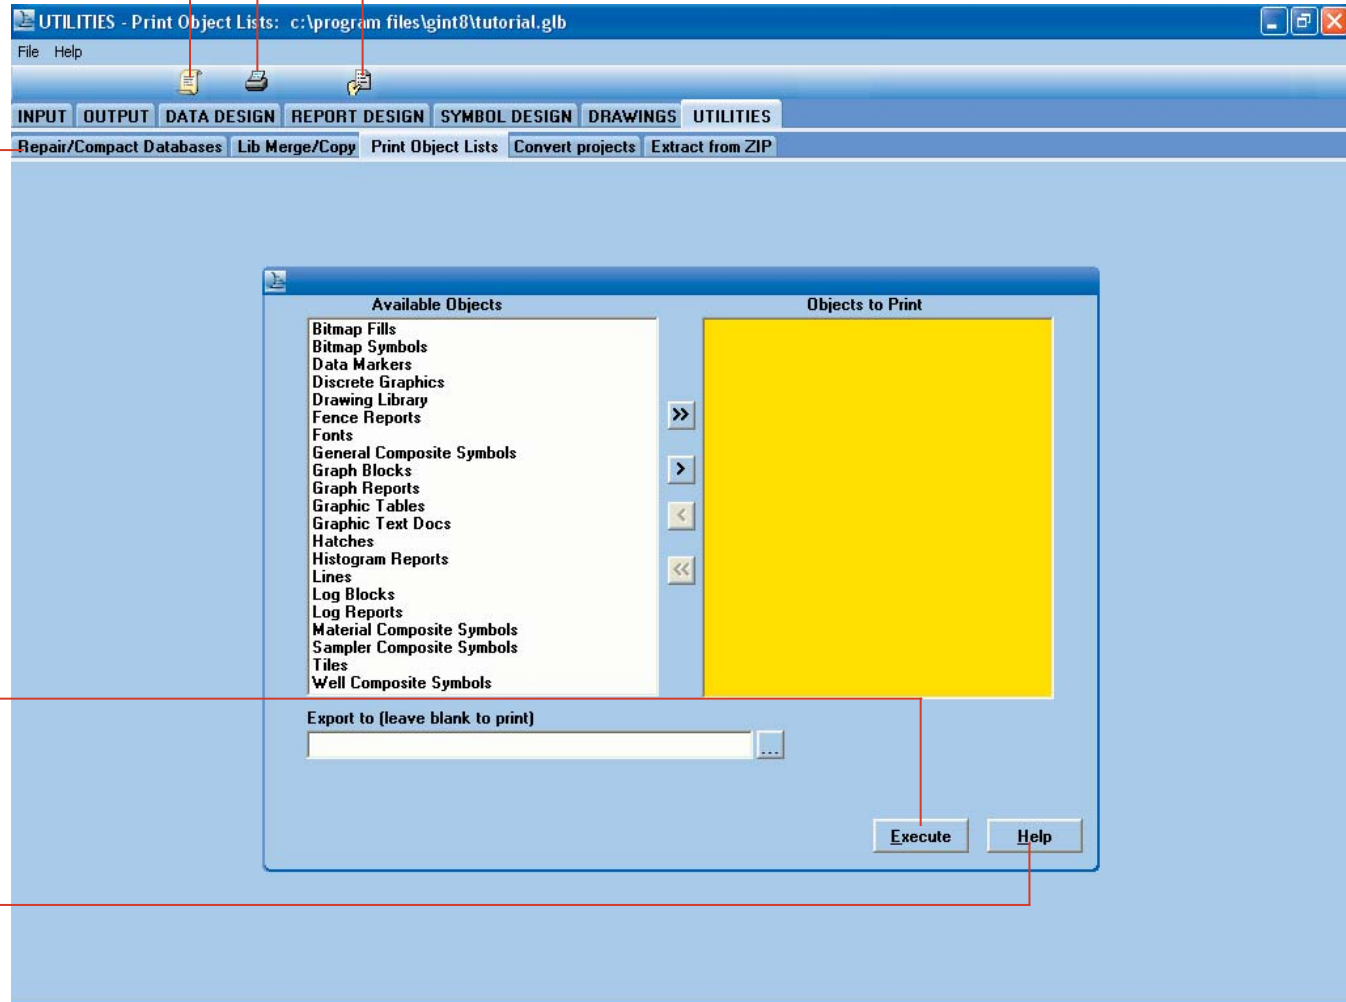 UTILITIES - Print Object Lists: c:\program files\gint8\tutorial.glb
File Help
INPUT OUTPUT DATA DESIGN REPORT DESIGN SYMBOL DESIGN DRAWINGS UTILITIES
Repair/Compact Databases Lib Merge/Copy Print Object Lists Convert projects Extract from ZIP
Available Objects Objects to Print
Bitmap Fills
Bitmap Symbols
Data Markers
Discrete Graphics
Drawing Library
Fence Reports
Fonts
General Composite Symbols
Graph Blocks
Graph Reports
Graphic Tables
Graphic Text Docs
Hatches
Histogram Reports
Lines
Log Blocks
Log Reports
Material Composite Symbols
Sampler Composite Symbols
Tiles
Well Composite Symbols
>>
>
<
<<
Export to (leave blank to print)
...
Execute Help